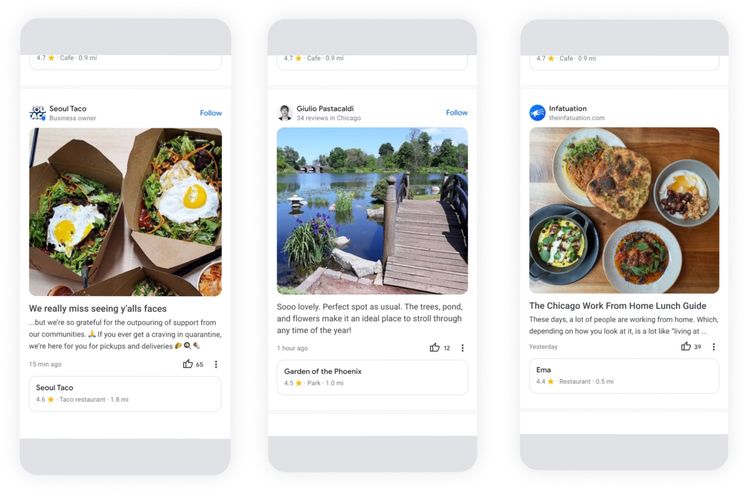 4.7 ★ · Cafe · 0.9 mi
Seoul Taco
Business owner
Follow
We really miss seeing y'alls faces
...but we're so grateful for the outpouring of support from
our communities. 🙏 If you ever get a craving in quarantine,
we're here for you for pickups and deliveries
15 min ago
65
Seoul Taco
4.6 ★ · Taco restaurant · 1.8 mi
4.7 ★ · Cafe · 0.9 mi
Giulio Pastacaldi
34 reviews in Chicago
Follow
Sooo lovely. Perfect spot as usual. The trees, pond,
and flowers make it an ideal place to stroll through
any time of the year!
1 hour ago
12
Garden of the Phoenix
4.5 ★ · Park · 1.0 mi
4.7 ★ · Cafe · 0.9 mi
Infatuation
theinfatuation.com
The Chicago Work From Home Lunch Guide
These days, a lot of people are working from home. Which,
depending on how you look at it, is a lot like "living at ...
Yesterday
39
Ema
4.4 ★ · Restaurant · 0.5 mi